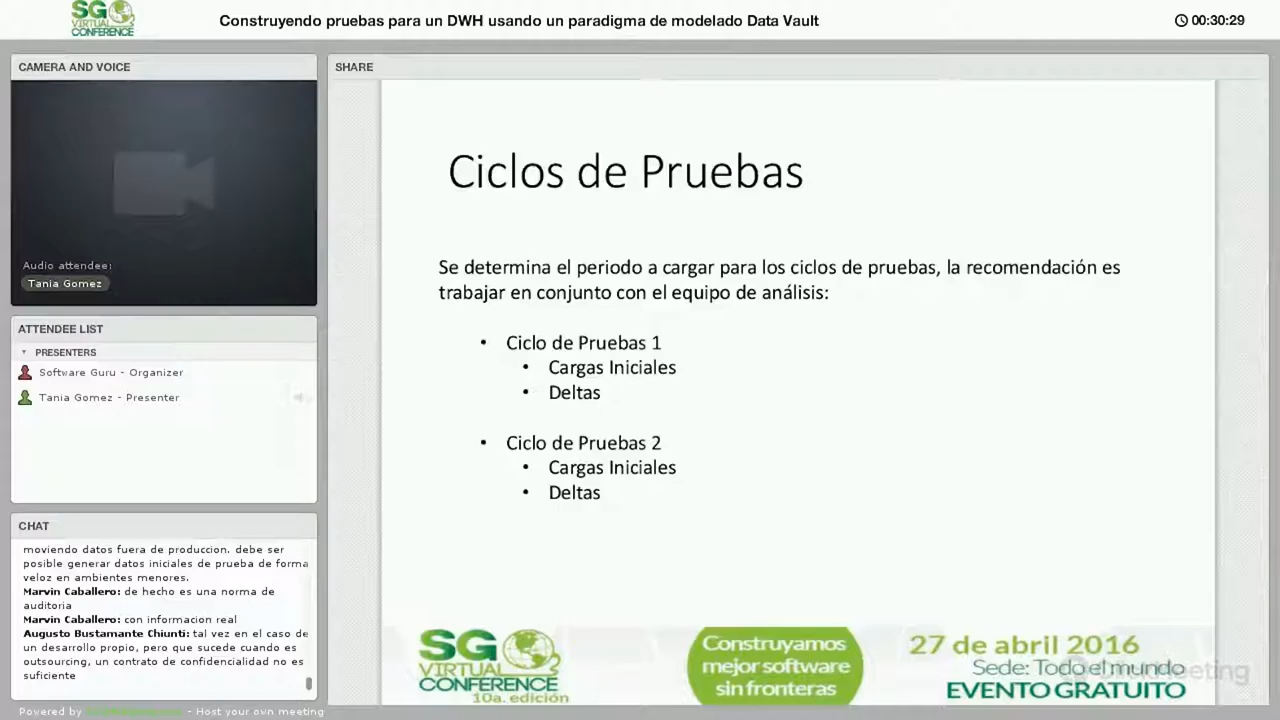 SG
VIRTUAL
CONFERENCE
Construyendo pruebas para un DWH usando un paradigma de modelado Data Vault
00:30:29
CAMERA AND VOICE
Audio attendee:
Tania Gomez
ATTENDEE LIST
PRESENTERS
Software Guru - Organizer
Tania Gomez - Presenter
CHAT
moviendo datos fuera de produccion. debe ser
posible generar datos iniciales de prueba de forma
veloz en ambientes menores.
Marvin Caballero: de hecho es una norma de
auditoria
Marvin Caballero: con informacion real
Augusto Bustamante Chiunti: tal vez en el caso de
un desarrollo propio, pero que sucede cuando es
outsourcing, un contrato de confidencialidad no es
suficiente
Powered by
- Host your own meeting
SHARE
Ciclos de Pruebas
Se determina el periodo a cargar para los ciclos de pruebas, la recomendación es
trabajar en conjunto con el equipo de análisis:
• Ciclo de Pruebas 1
• Cargas Iniciales
• Deltas
• Ciclo de Pruebas 2
• Cargas Iniciales
• Deltas
SG
VIRTUAL
CONFERENCE
10a. edición
Construyamos
mejor software
sin fronteras
27 de abril 2016
Sede: Todo el mundo
EVENTO GRATUITO